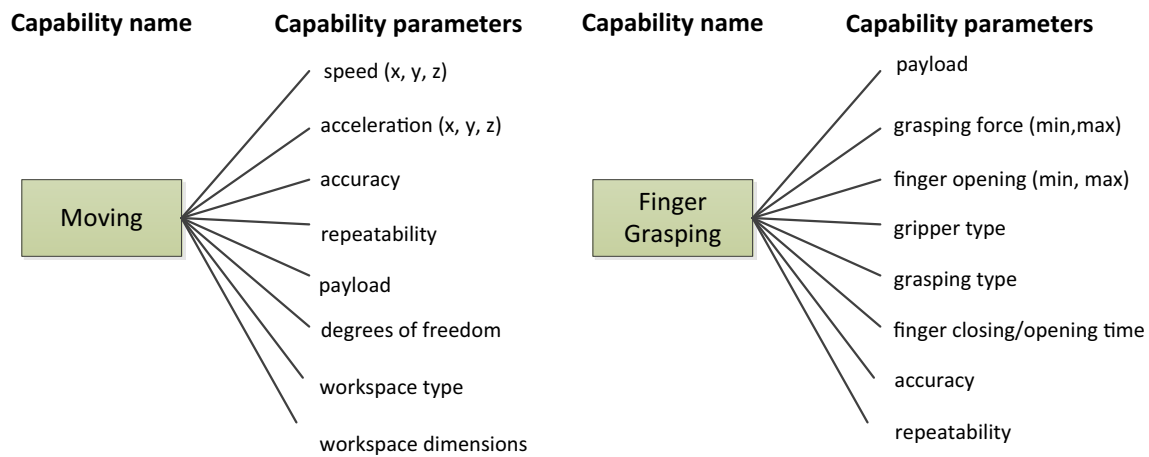 Capability name
Capability parameters
Moving
speed (x, y, z)
acceleration (x, y, z)
accuracy
repeatability
payload
degrees of freedom
workspace type
workspace dimensions
Capability name
Capability parameters
Finger
Grasping
payload
grasping force (min,max)
finger opening (min, max)
gripper type
grasping type
finger closing/opening time
accuracy
repeatability